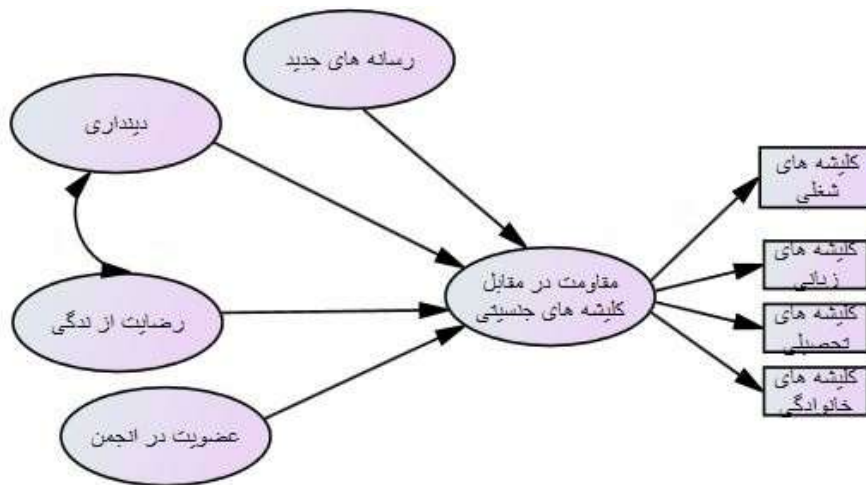 رسانه های جدید
دینداری
کلیشه های
شغلی
کلیشه های
زبانی
مقاومت در مقابل
کلیشه های جنسیتی
رضایت از ندگی
کلیشه های
تحصیلی
کلیشه های
خانوادگی
عضویت در انجمن